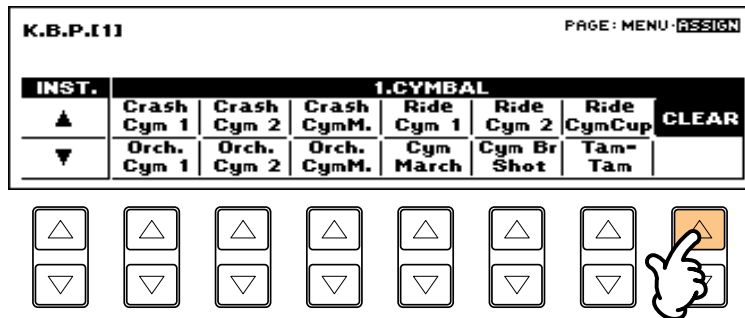 K.B.P.[1] PAGE: MENU·ASSIGN
INST. 1.CYMBAL
▲ Crash Cym 1 Crash Cym 2 Crash CymM. Ride Cym 1 Ride Cym 2 Ride CymCup CLEAR
▼ Orch. Cym 1 Orch. Cym 2 Orch. CymM. Cym March Cym Br Shot Tam-Tam